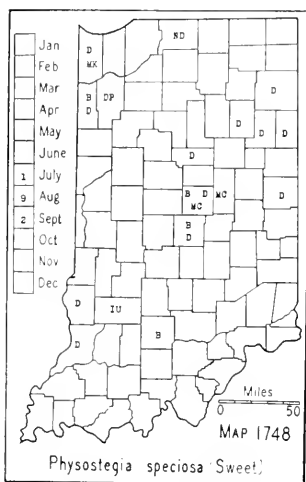 ND
Jan
D
Feb
MX
Mar
B
DP
D
Apr
D
May
D
D
D
June
D
1 July
B
D
MC
D
9 Aug
MC
2 Sept
B
Oct
D
Nov
Dec
D
IU
D
B
Miles
0
50
MAP 1748
Physostegia speciosa (Sweet)